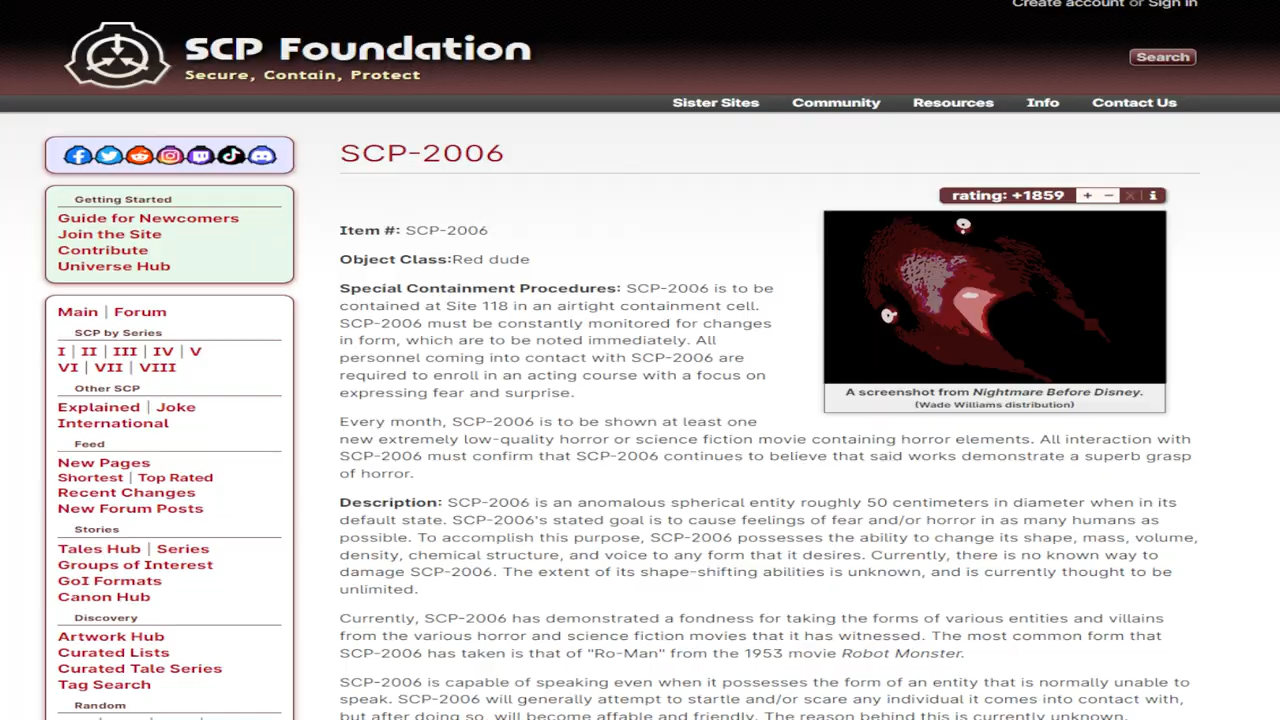 Create account or Sign in
SCP Foundation
Secure, Contain, Protect
Search
Sister Sites Community Resources Info Contact Us
SCP-2006
Getting Started
Guide for Newcomers
Join the Site
Contribute
Universe Hub
Main | Forum
SCP by Series
I | II | III | IV | V
VI | VII | VIII
Other SCP
Explained | Joke
International
Feed
New Pages
Shortest | Top Rated
Recent Changes
New Forum Posts
Stories
Tales Hub | Series
Groups of Interest
GoI Formats
Canon Hub
Discovery
Artwork Hub
Curated Lists
Curated Tale Series
Tag Search
Random
rating: +1859 + − X i
A screenshot from Nightmare Before Disney.
(Wade Williams distribution)
Item #: SCP-2006
Object Class:Red dude
Special Containment Procedures: SCP-2006 is to be
contained at Site 118 in an airtight containment cell.
SCP-2006 must be constantly monitored for changes
in form, which are to be noted immediately. All
personnel coming into contact with SCP-2006 are
required to enroll in an acting course with a focus on
expressing fear and surprise.
Every month, SCP-2006 is to be shown at least one
new extremely low-quality horror or science fiction movie containing horror elements. All interaction with
SCP-2006 must confirm that SCP-2006 continues to believe that said works demonstrate a superb grasp
of horror.
Description: SCP-2006 is an anomalous spherical entity roughly 50 centimeters in diameter when in its
default state. SCP-2006's stated goal is to cause feelings of fear and/or horror in as many humans as
possible. To accomplish this purpose, SCP-2006 possesses the ability to change its shape, mass, volume,
density, chemical structure, and voice to any form that it desires. Currently, there is no known way to
damage SCP-2006. The extent of its shape-shifting abilities is unknown, and is currently thought to be
unlimited.
Currently, SCP-2006 has demonstrated a fondness for taking the forms of various entities and villains
from the various horror and science fiction movies that it has witnessed. The most common form that
SCP-2006 has taken is that of "Ro-Man" from the 1953 movie Robot Monster.
SCP-2006 is capable of speaking even when it possesses the form of an entity that is normally unable to
speak. SCP-2006 will generally attempt to startle and/or scare any individual it comes into contact with,
but after doing so, will become affable and friendly. The reason behind this is currently unknown.